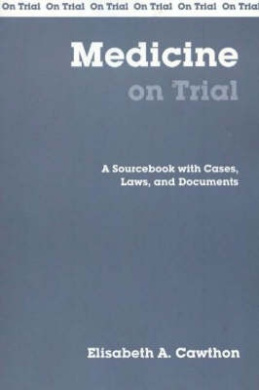 On Trial On Trial On Trial On Trial On Trial On Trial
Medicine
on Trial
A Sourcebook with Cases,
Laws, and Documents
Elisabeth A. Cawthon